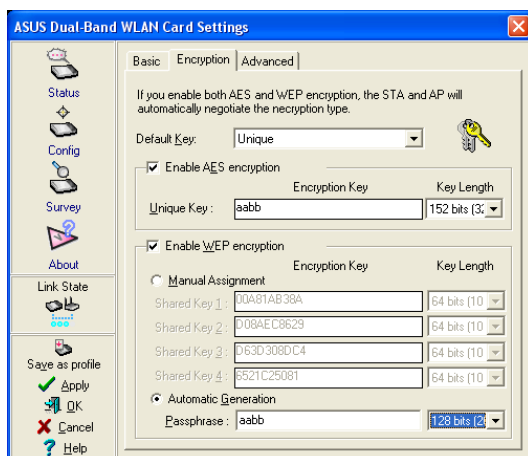 ASUS Dual-Band WLAN Card Settings
Status
Config
Survey
About
Link State
Save as profile
Apply
OK
Cancel
Help
Basic Encryption Advanced
If you enable both AES and WEP encryption, the STA and AP will
automatically negotiate the necryption type.
Default Key: Unique
Enable AES encryption
Encryption Key Key Length
Unique Key : aabb 152 bits (32
Enable WEP encryption
Encryption Key Key Length
Manual Assignment
Shared Key 1 : 00A81AB38A 64 bits (10
Shared Key 2 : D08AEC8629 64 bits (10
Shared Key 3 : D63D308DC4 64 bits (10
Shared Key 4 : 6521C25081 64 bits (10
Automatic Generation
Passphrase : aabb 128 bits (26